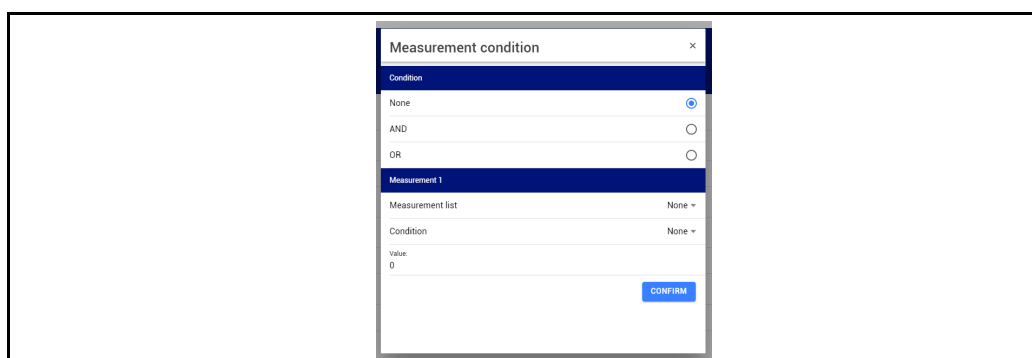 Measurement condition ×
Condition
None
AND
OR
Measurement 1
Measurement list None
Condition None
Value:
0
CONFIRM